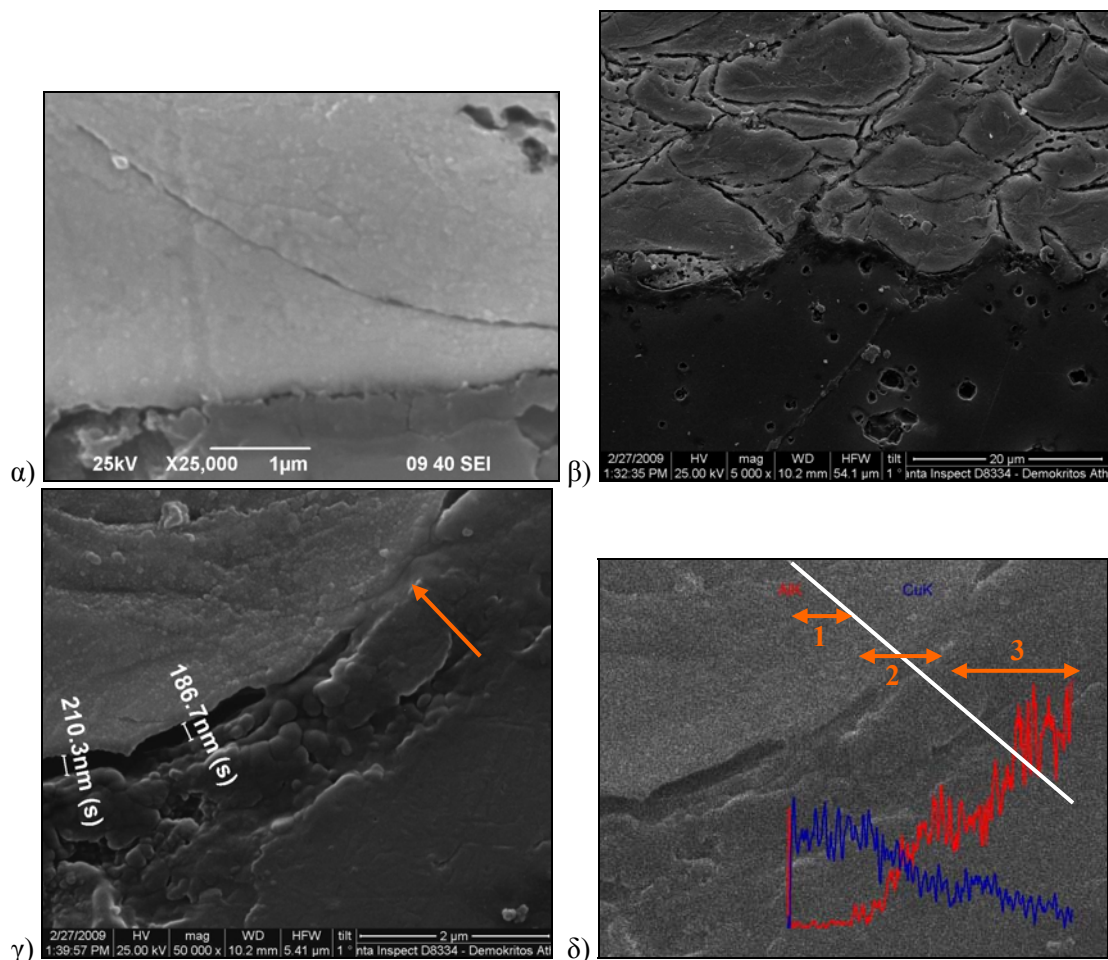 α)
25kV X25,000 1μm 09 40 SEI
β)
2/27/2009 HV mag WD HFW tilt 20 μm
1:32:35 PM 25.00 kV 5 000 x 10.2 mm 54.1 μm 1 ° anta Inspect D8334 - Demokritos Ath
γ)
210.3nm (s)
186.7nm (s)
2/27/2009 HV mag WD HFW tilt 2 μm
1:39:57 PM 25.00 kV 50 000 x 10.2 mm 5.41 μm 1 ° anta Inspect D8334 - Demokritos Ath
δ)
AlK CuK
1
2
3